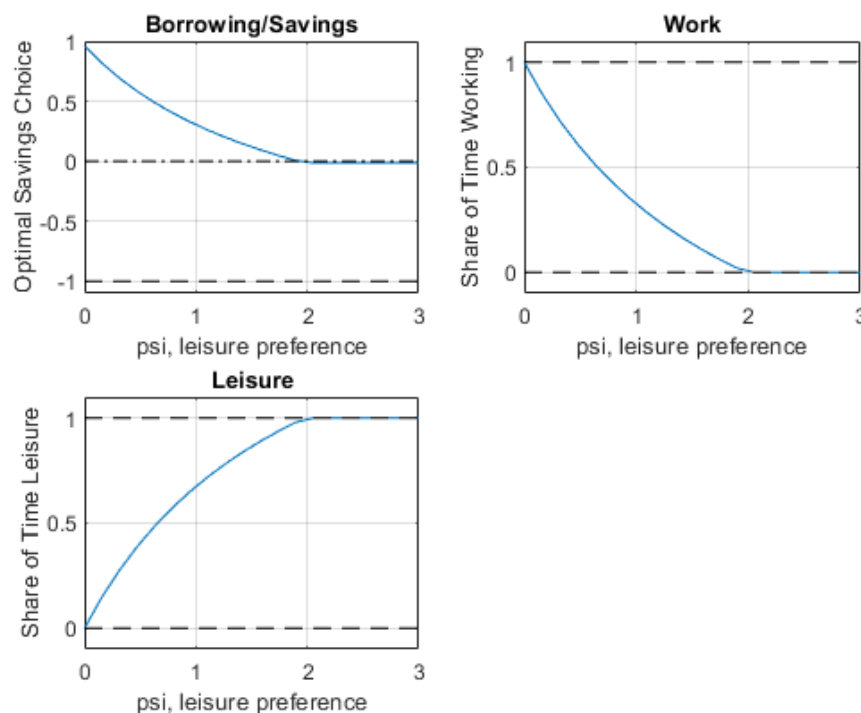 Borrowing/Savings
Optimal Savings Choice
1
0.5
0
-0.5
-1
0 1 2 3
psi, leisure preference
Work
Share of Time Working
1
0.5
0
0 1 2 3
psi, leisure preference
Leisure
Share of Time Leisure
1
0.5
0
0 1 2 3
psi, leisure preference